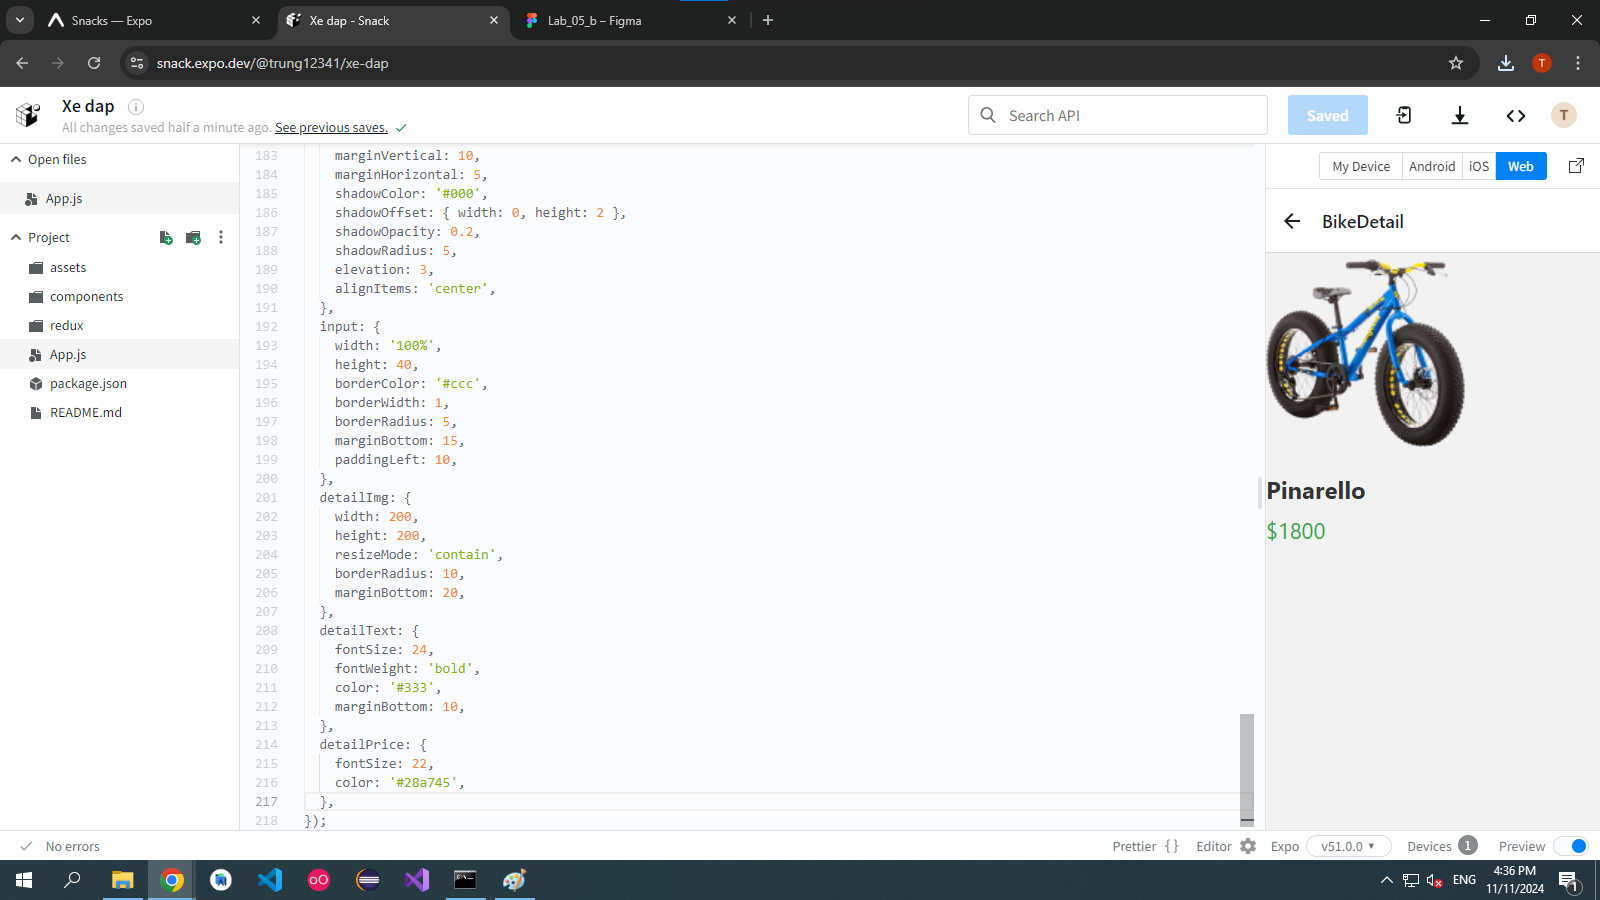 Snacks — Expo
Xe dap - Snack
Lab_05_b – Figma
snack.expo.dev/@trung12341/xe-dap
T
Xe dap
All changes saved half a minute ago. See previous saves.
Search API
Saved
T
Open files
App.js
Project
assets
components
redux
App.js
package.json
README.md
183 marginVertical: 10,
184 marginHorizontal: 5,
185 shadowColor: '#000',
186 shadowOffset: { width: 0, height: 2 },
187 shadowOpacity: 0.2,
188 shadowRadius: 5,
189 elevation: 3,
190 alignItems: 'center',
191 },
192 input: {
193 width: '100%',
194 height: 40,
195 borderColor: '#ccc',
196 borderWidth: 1,
197 borderRadius: 5,
198 marginBottom: 15,
199 paddingLeft: 10,
200 },
201 detailImg: {
202 width: 200,
203 height: 200,
204 resizeMode: 'contain',
205 borderRadius: 10,
206 marginBottom: 20,
207 },
208 detailText: {
209 fontSize: 24,
210 fontWeight: 'bold',
211 color: '#333',
212 marginBottom: 10,
213 },
214 detailPrice: {
215 fontSize: 22,
216 color: '#28a745',
217 },
218 });
My Device Android iOS Web
BikeDetail
Pinarello
$1800
No errors
Prettier { } Editor Expo v51.0.0 Devices 1 Preview
ENG
4:36 PM
11/11/2024
1